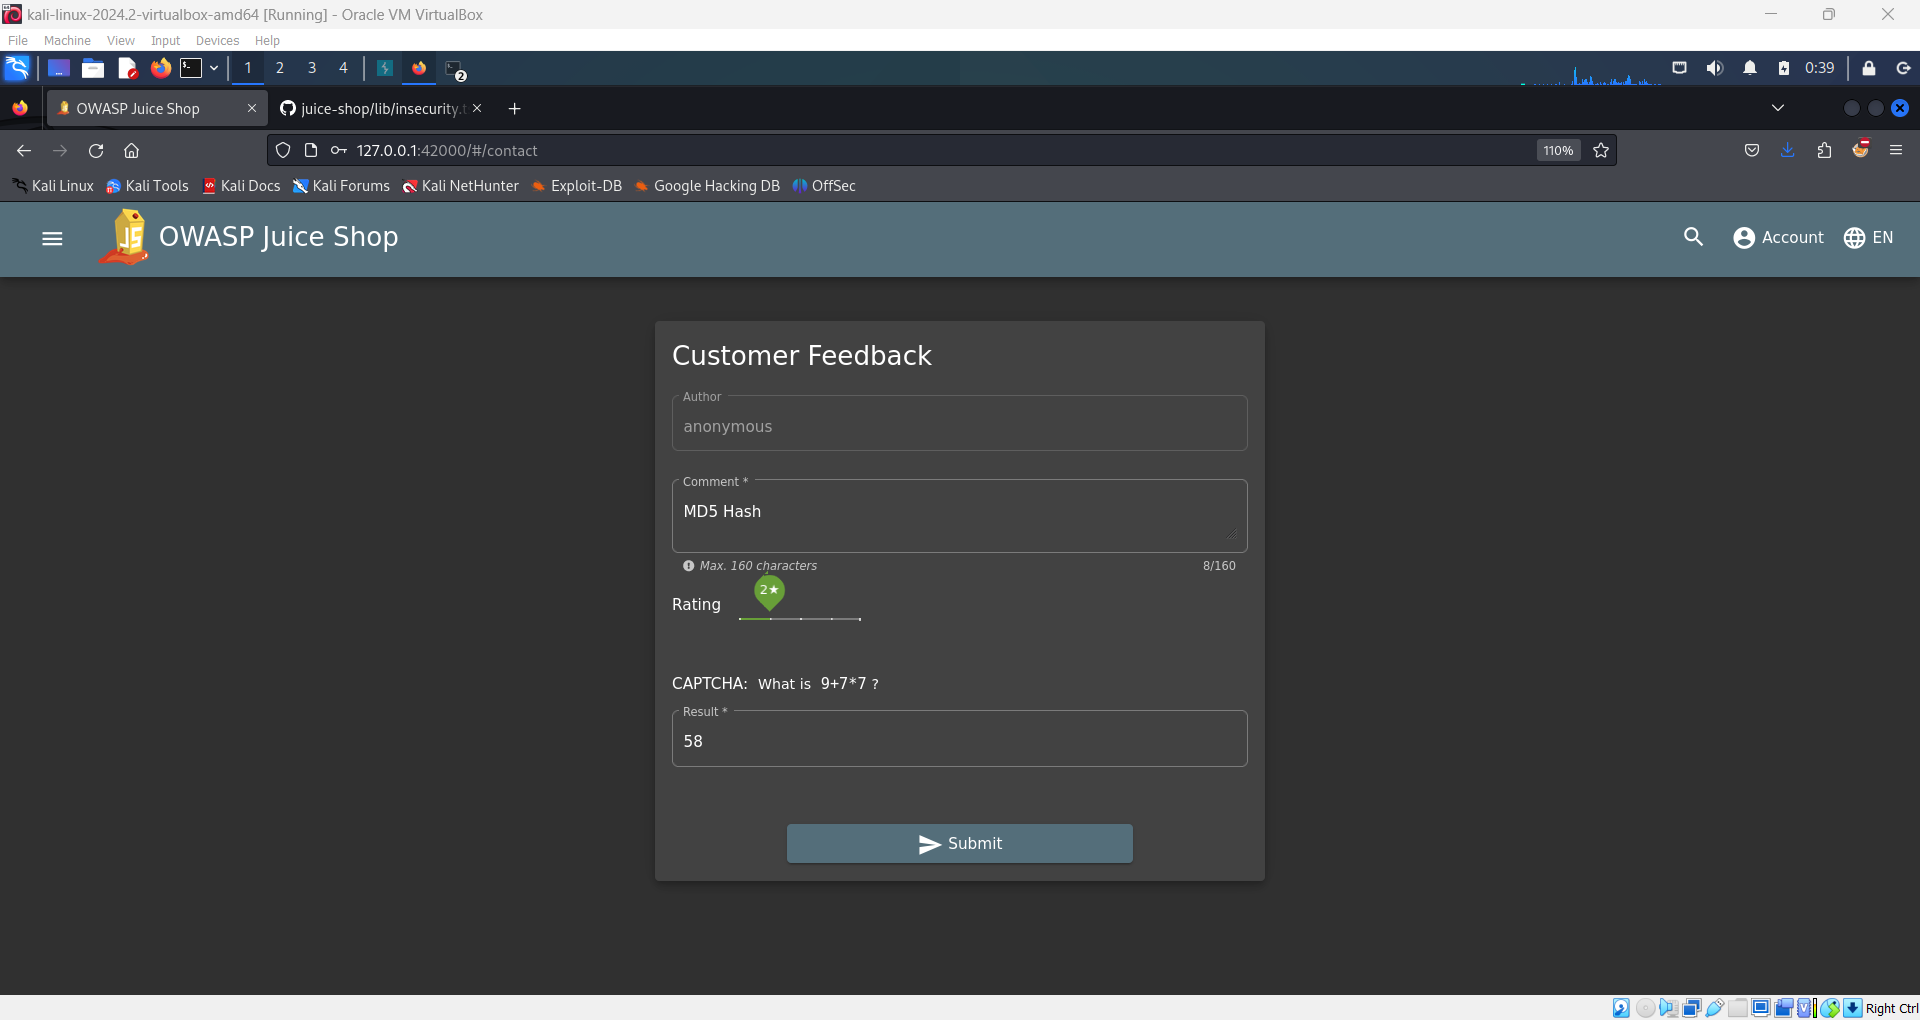 kali-linux-2024.2-virtualbox-amd64 [Running] - Oracle VM VirtualBox
File Machine View Input Devices Help
1 2 3 4 2 0:39
OWASP Juice Shop juice-shop/lib/insecurity.t
127.0.0.1:42000/#/contact 110%
Kali Linux Kali Tools Kali Docs Kali Forums Kali NetHunter Exploit-DB Google Hacking DB OffSec
JS OWASP Juice Shop Account EN
Customer Feedback
Author
anonymous
Comment *
MD5 Hash
Max. 160 characters 8/160
2★
Rating
CAPTCHA: What is 9+7*7 ?
Result *
58
Submit
Right Ctrl